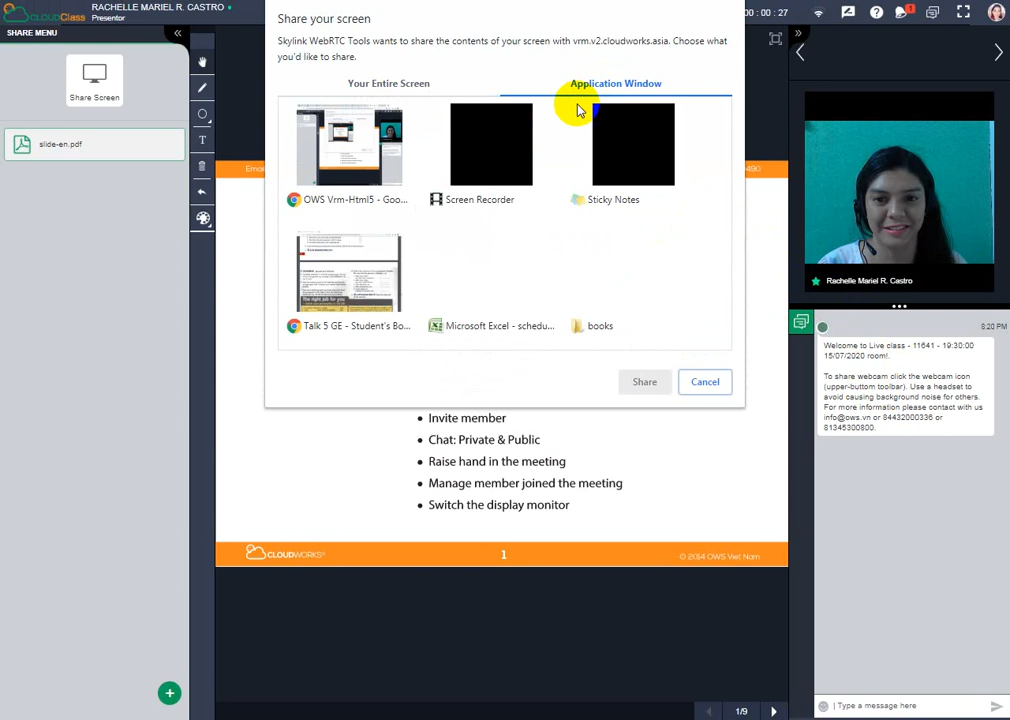 CLOUDClass
RACHELLE MARIEL R. CASTRO
Presentor
SHARE MENU
Share Screen
slide-en.pdf
Share your screen
Skylink WebRTC Tools wants to share the contents of your screen with vrm.v2.cloudworks.asia. Choose what
you'd like to share.
Your Entire Screen
Application Window
OWS Vrm-Html5 - Goo...
Screen Recorder
Sticky Notes
Talk 5 GE - Student's Bo...
Microsoft Excel - schedu...
books
Share
Cancel
490
• Invite member
• Chat: Private & Public
• Raise hand in the meeting
• Manage member joined the meeting
• Switch the display monitor
CLOUDWORKS
1
© 2014 OWS Viet Nam
1/9
: 00 : 27
1
Rachelle Mariel R. Castro
8:20 PM
Welcome to Live class - 11641 - 19:30:00
15/07/2020 room!.
To share webcam click the webcam icon
(upper-buttom toolbar). Use a headset to
avoid causing background noise for others.
For more information please contact with us
info@ows.vn or 84432000336 or
81345300800.
Type a message here